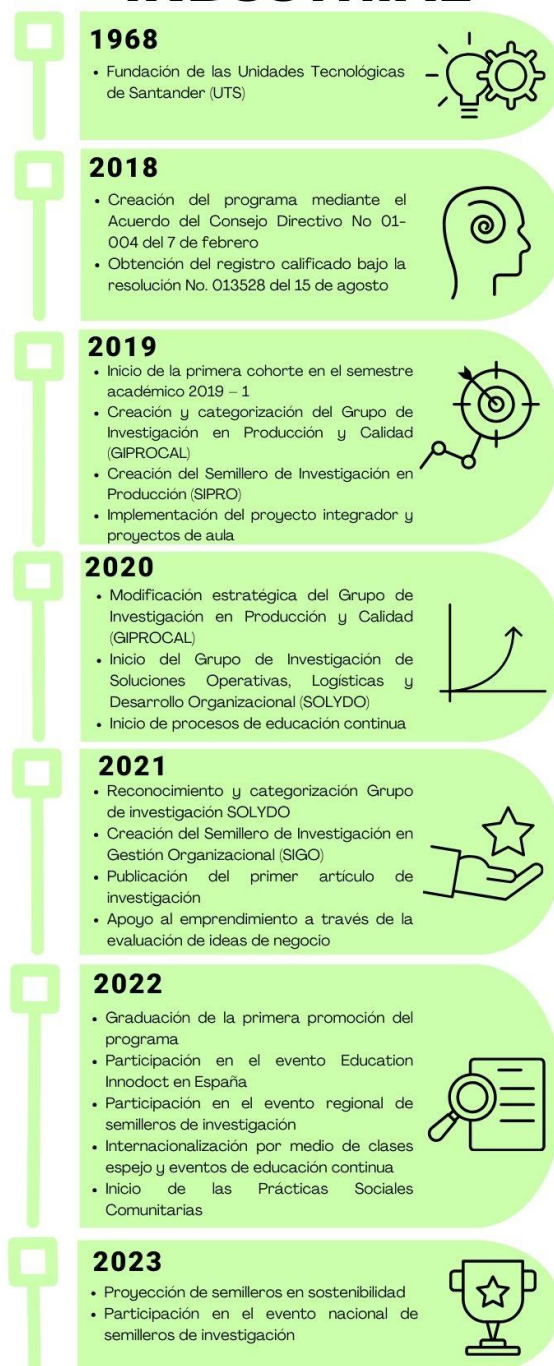 INDUSTRIAL
1968
• Fundación de las Unidades Tecnológicas
de Santander (UTS)
2018
• Creación del programa mediante el
Acuerdo del Consejo Directivo No 01-
004 del 7 de febrero
• Obtención del registro calificado bajo la
resolución No. 013528 del 15 de agosto
2019
• Inicio de la primera cohorte en el semestre
académico 2019 – 1
• Creación y categorización del Grupo de
Investigación en Producción y Calidad
(GIPROCAL)
• Creación del Semillero de Investigación en
Producción (SIPRO)
• Implementación del proyecto integrador y
proyectos de aula
2020
• Modificación estratégica del Grupo de
Investigación en Producción y Calidad
(GIPROCAL)
• Inicio del Grupo de Investigación de
Soluciones Operativas, Logísticas y
Desarrollo Organizacional (SOLYDO)
• Inicio de procesos de educación continua
2021
• Reconocimiento y categorización Grupo
de investigación SOLYDO
• Creación del Semillero de Investigación en
Gestión Organizacional (SIGO)
• Publicación del primer artículo de
investigación
• Apoyo al emprendimiento a través de la
evaluación de ideas de negocio
2022
• Graduación de la primera promoción del
programa
• Participación en el evento Education
Innodoct en España
• Participación en el evento regional de
semilleros de investigación
• Internacionalización por medio de clases
espejo y eventos de educación continua
• Inicio de las Prácticas Sociales
Comunitarias
2023
• Proyección de semilleros en sostenibilidad
• Participación en el evento nacional de
semilleros de investigación